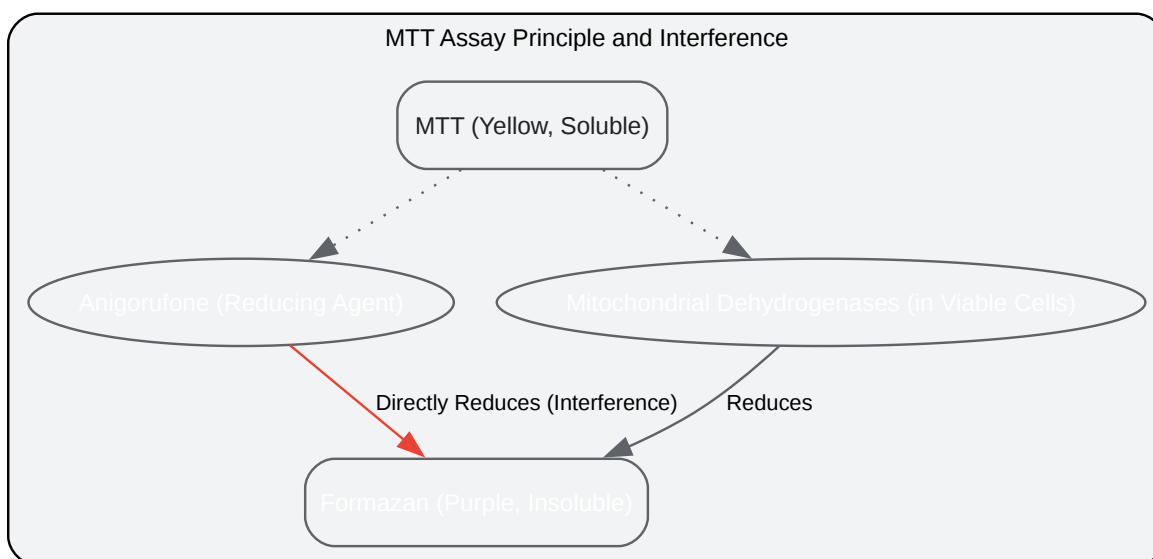 MTT Assay Principle and Interference
MTT (Yellow, Soluble)
Anigorufone (Reducing Agent)
Mitochondrial Dehydrogenases (in Viable Cells)
Directly Reduces (Interference)
Reduces
Formazan (Purple, Insoluble)